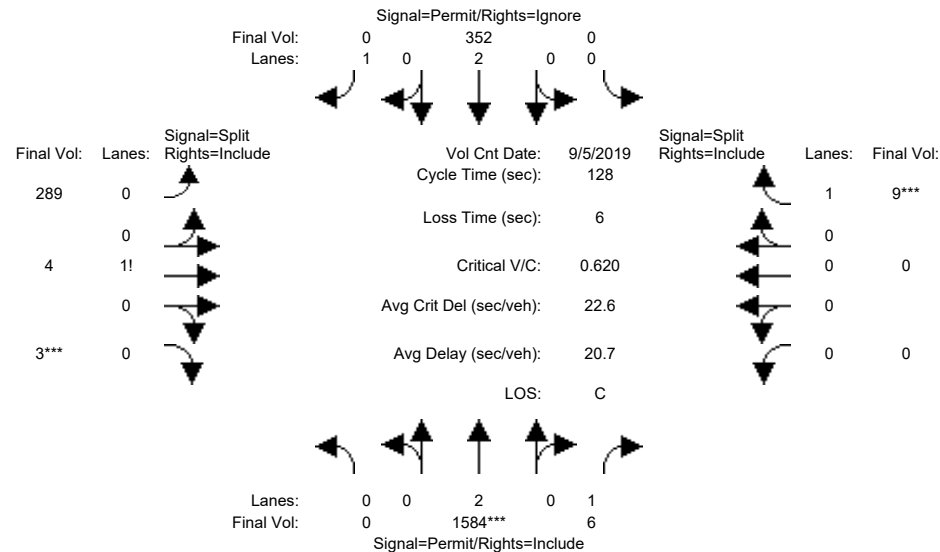 Signal=Permit/Rights=Ignore
Final Vol: 0 352 0
Lanes: 1 0 2 0 0
Signal=Split Signal=Split
Final Vol: Lanes: Rights=Include Vol Cnt Date: 9/5/2019 Rights=Include Lanes: Final Vol:
Cycle Time (sec): 128
289 0 1 9***
Loss Time (sec): 6
0 0
4 1! Critical V/C: 0.620 0 0
0 Avg Crit Del (sec/veh): 22.6 0
3*** 0 Avg Delay (sec/veh): 20.7 0 0
LOS: C
Lanes: 0 0 2 0 1
Final Vol: 0 1584*** 6
Signal=Permit/Rights=Include